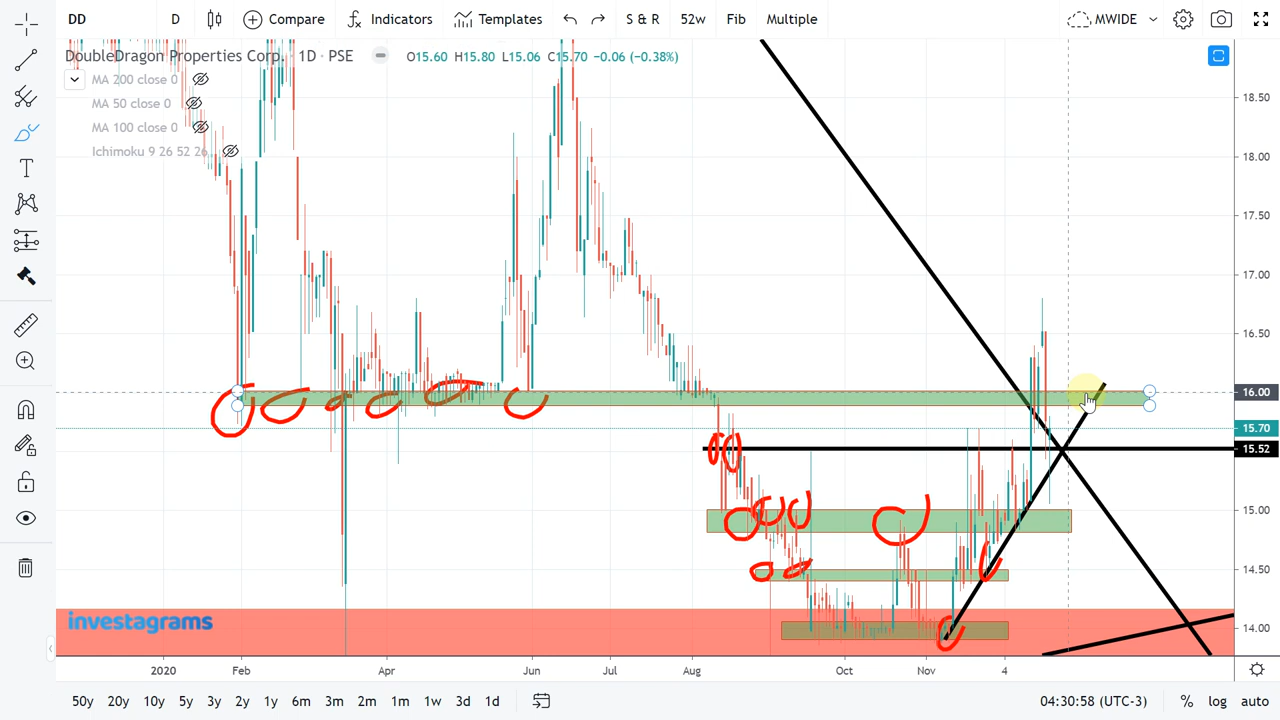 DD D Compare Indicators Templates S & R 52w Fib Multiple MWIDE
DoubleDragon Properties Corp. · 1D · PSE O15.60 H15.80 L15.06 C15.70 −0.06 (−0.38%)
MA 200 close 0
MA 50 close 0
MA 100 close 0
Ichimoku 9 26 52 26
18.50
18.00
17.50
17.00
16.50
16.00
15.70
15.52
15.00
14.50
14.00
investagrams
2020 Feb Apr Jun Jul Aug Oct Nov 4
50y 20y 10y 5y 3y 2y 1y 6m 3m 2m 1m 1w 3d 1d 04:30:58 (UTC-3) % log auto